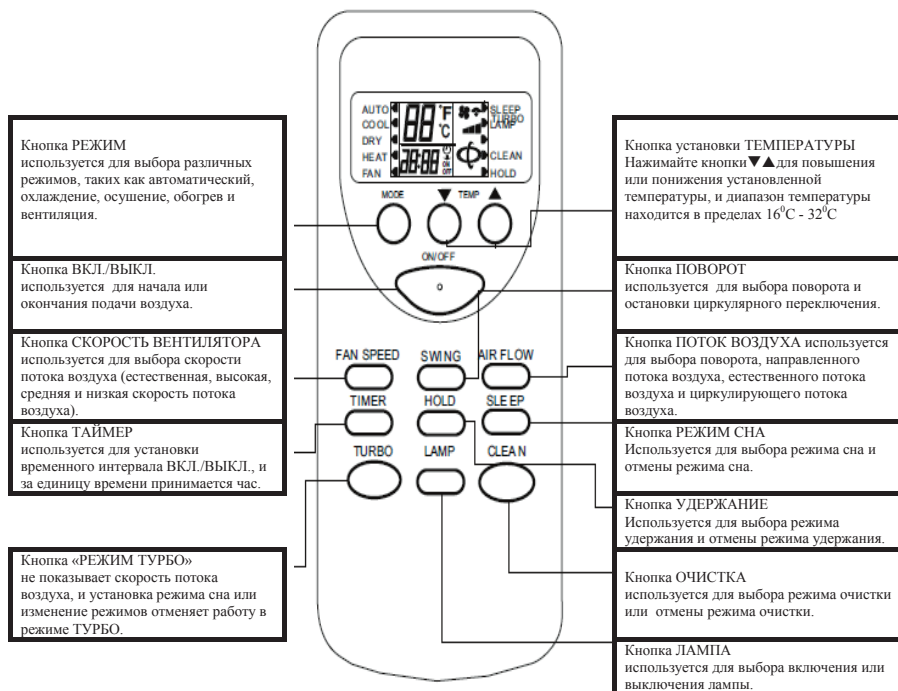 Кнопка РЕЖИМ
используется для выбора различных
режимов, таких как автоматический,
охлаждение, осушение, обогрев и
вентиляция.
Кнопка ВКЛ./ВЫКЛ.
используется для начала или
окончания подачи воздуха.
Кнопка СКОРОСТЬ ВЕНТИЛЯТОРА
используется для выбора скорости
потока воздуха (естественная, высокая,
средняя и низкая скорость потока
воздуха).
Кнопка ТАЙМЕР
используется для установки
временного интервала ВКЛ./ВЫКЛ., и
за единицу времени принимается час.
Кнопка «РЕЖИМ ТУРБО»
не показывает скорость потока
воздуха, и установка режима сна или
изменение режимов отменяет работу в
режиме ТУРБО.
AUTO
COOL
DRY
HEAT
FAN
88 °F
°C
88:88
ON
OFF
SLEEP
TURBO
LAMP
CLEAN
HOLD
MODE ▼ TEMP ▲
ON/OFF
FAN SPEED SWING AIR FLOW
TIMER HOLD SLEEP
TURBO LAMP CLEAN
Кнопка установки ТЕМПЕРАТУРЫ
Нажимайте кнопки▼▲для повышения
или понижения установленной
температуры, и диапазон температуры
находится в пределах 16⁰C - 32⁰C
Кнопка ПОВОРОТ
используется для выбора поворота и
остановки циркулярного переключения.
Кнопка ПОТОК ВОЗДУХА используется
для выбора поворота, направленного
потока воздуха, естественного потока
воздуха и циркулирующего потока
воздуха.
Кнопка РЕЖИМ СНА
Используется для выбора режима сна и
отмены режима сна.
Кнопка УДЕРЖАНИЕ
Используется для выбора режима
удержания и отмены режима удержания.
Кнопка ОЧИСТКА
используется для выбора режима очистки
или отмены режима очистки.
Кнопка ЛАМПА
используется для выбора включения или
выключения лампы.